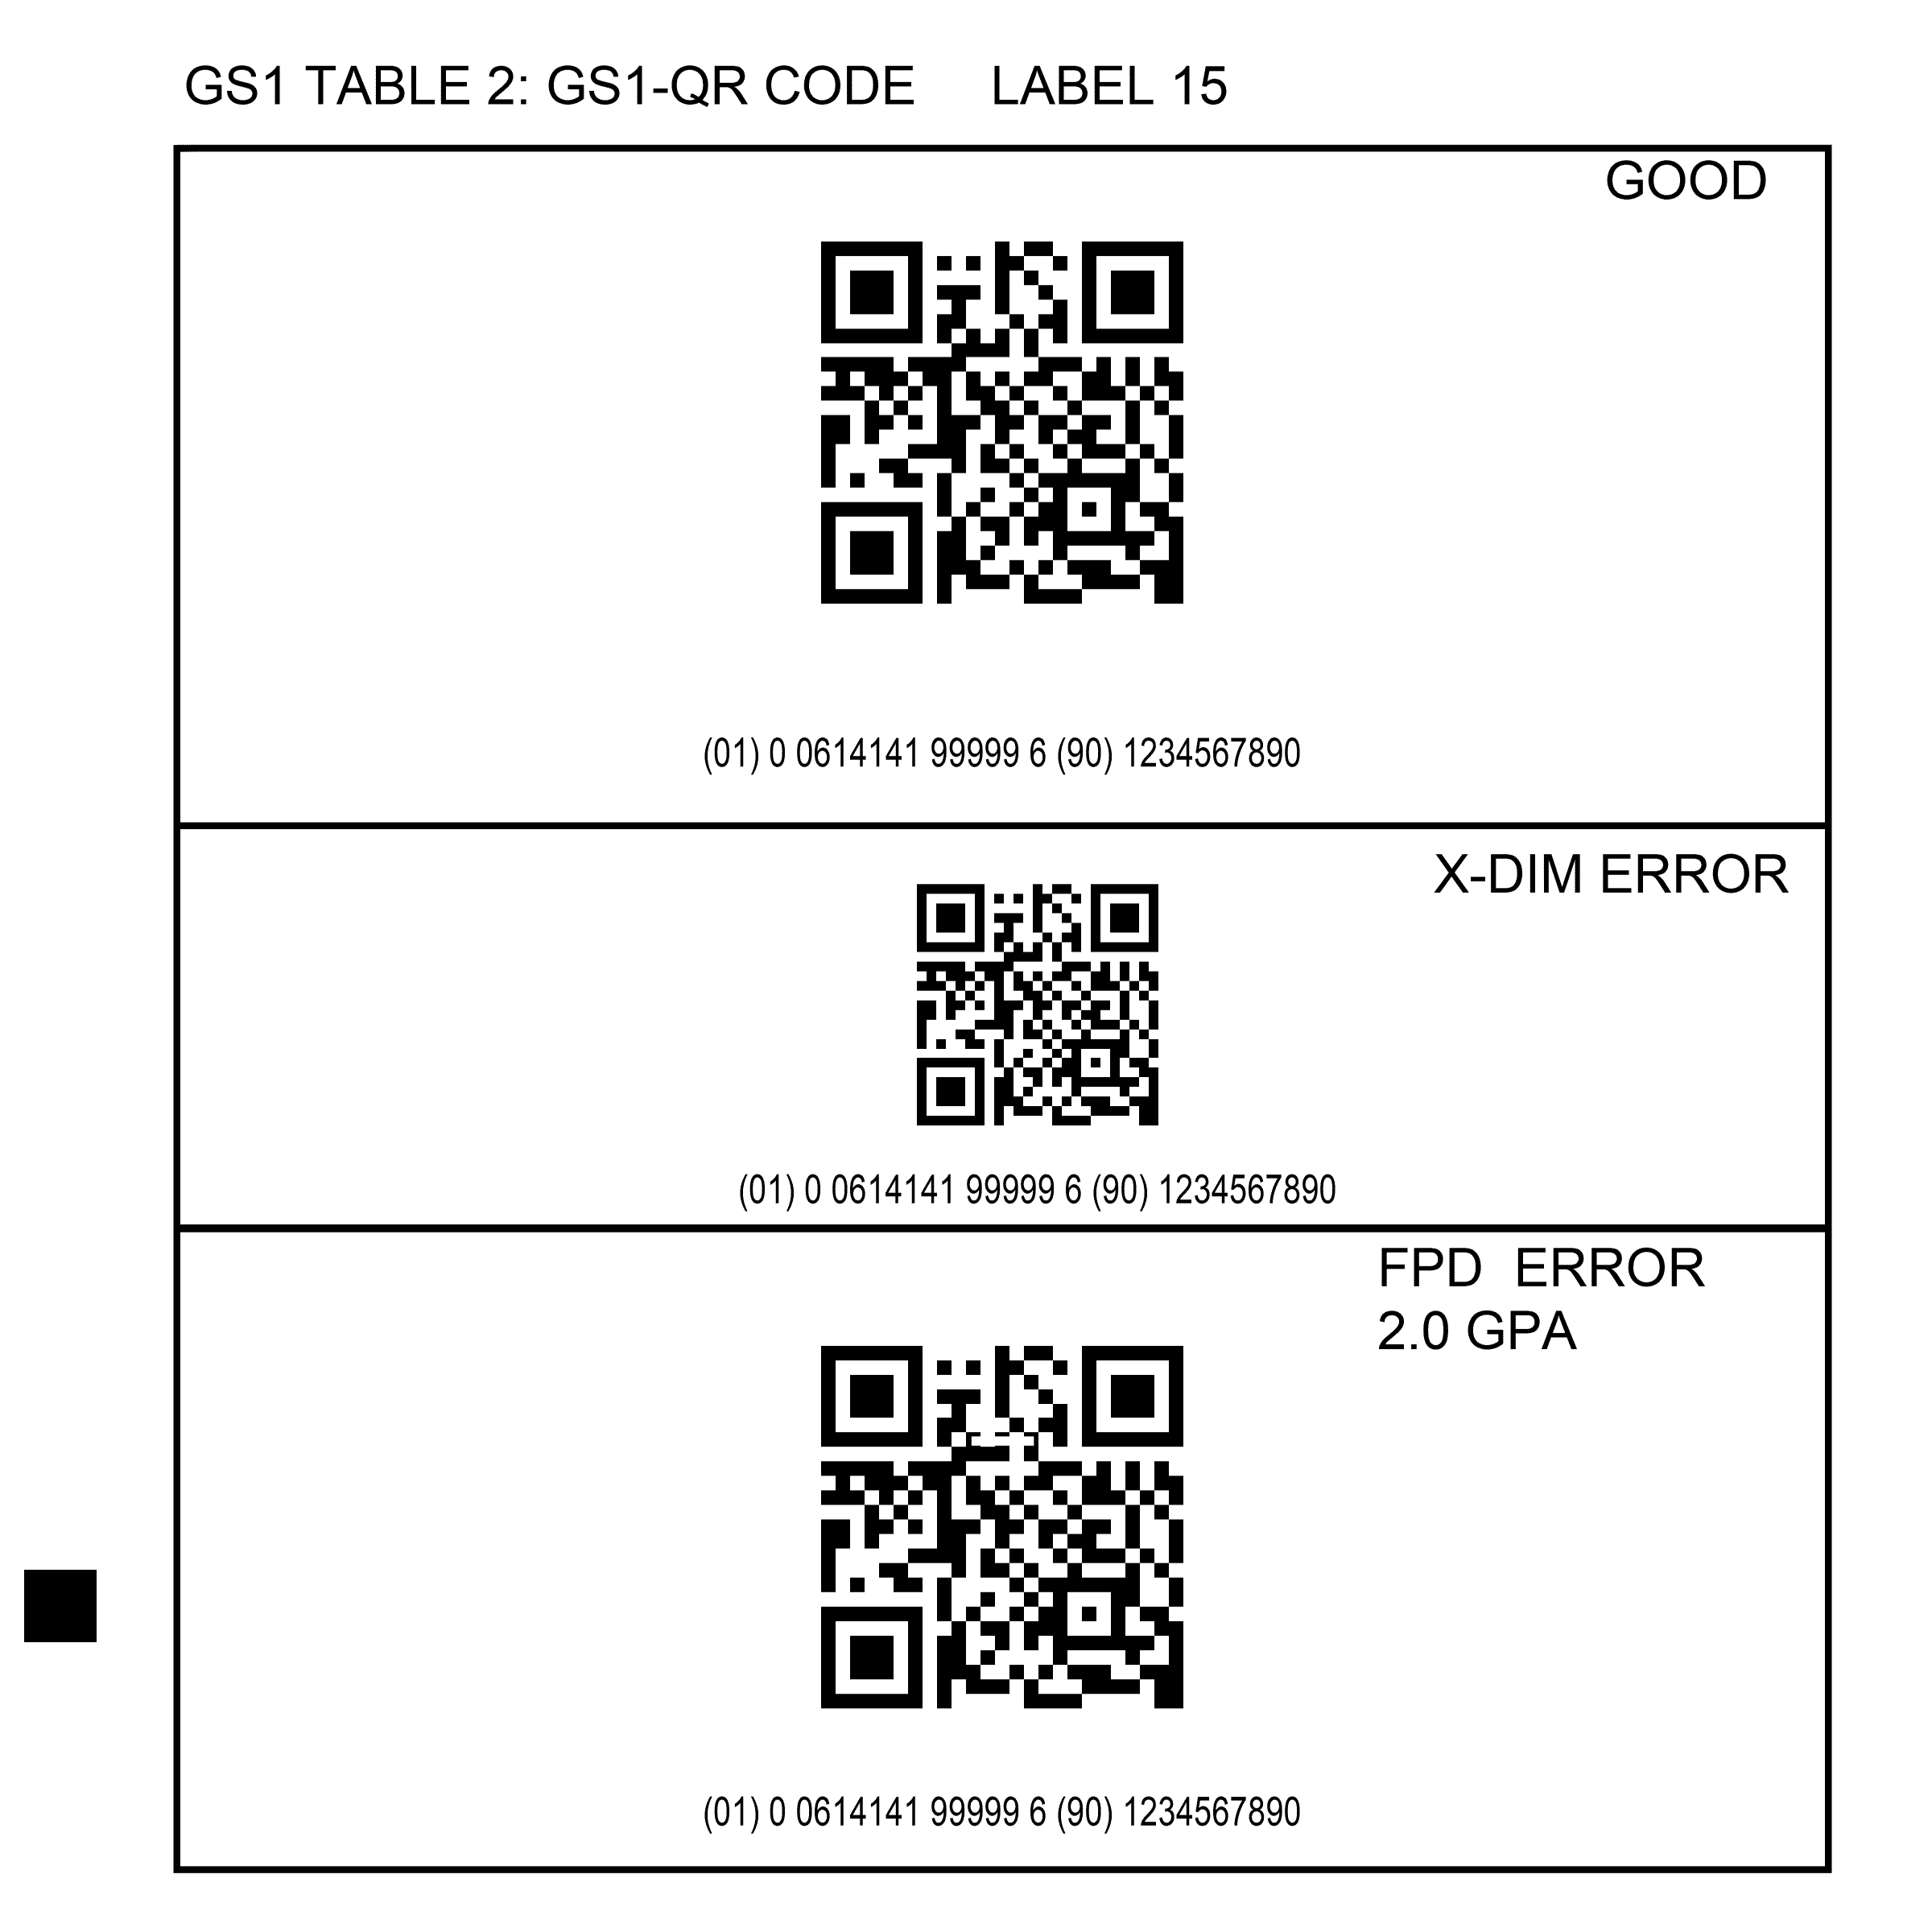 GS1 TABLE 2: GS1-QR CODE LABEL 15
GOOD
(01) 0 0614141 99999 6 (90) 1234567890
X-DIM ERROR
(01) 0 0614141 99999 6 (90) 1234567890
FPD ERROR
2.0 GPA
(01) 0 0614141 99999 6 (90) 1234567890